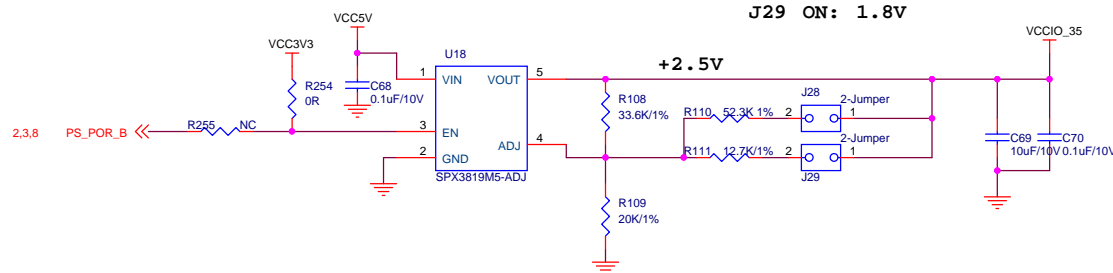 J29 ON: 1.8V
VCC5V
VCCIO_35
VCC3V3
U18
+2.5V
1
VIN
VOUT
5
R254
0R
C68
0.1uF/10V
J28
2-Jumper
R108
33.6K/1%
R110
52.3K 1%
2
1
2,3,8
PS_POR_B
R255
NC
3
EN
2-Jumper
ADJ
4
C69
10uF/10V
C70
0.1uF/10V
2
GND
R111
12.7K/1%
2
1
SPX3819M5-ADJ
J29
R109
20K/1%